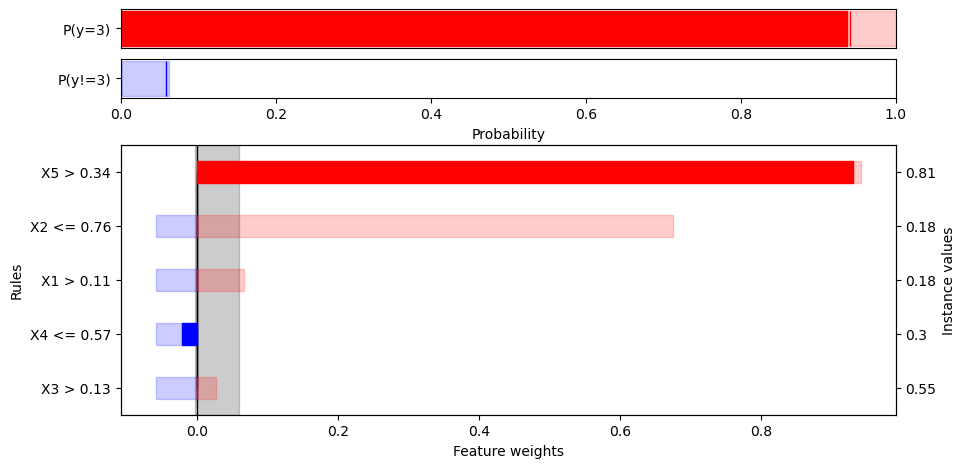 P(y=3)
P(y!=3)
0.0 0.2 0.4 0.6 0.8 1.0
Probability
X5 > 0.34 0.81
X2 <= 0.76 0.18
X1 > 0.11 0.18
X4 <= 0.57 0.3
X3 > 0.13 0.55
Rules
Instance values
0.0 0.2 0.4 0.6 0.8
Feature weights